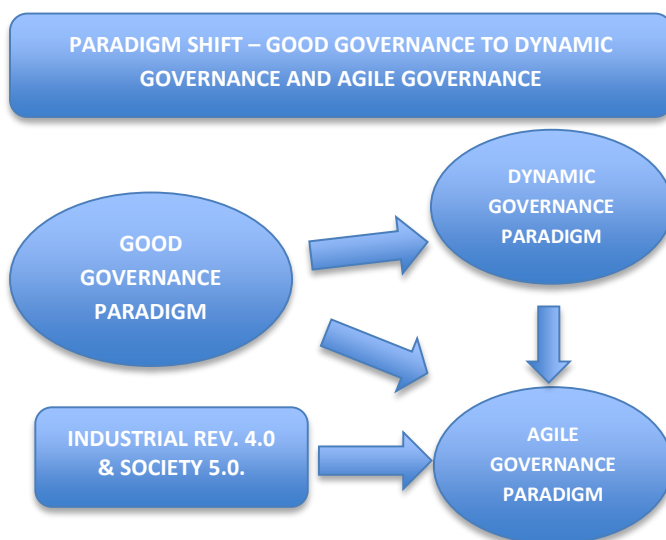 PARADIGM SHIFT – GOOD GOVERNANCE TO DYNAMIC
GOVERNANCE AND AGILE GOVERNANCE
DYNAMIC
GOVERNANCE
PARADIGM
GOOD
GOVERNANCE
PARADIGM
INDUSTRIAL REV. 4.0
& SOCIETY 5.0.
AGILE
GOVERNANCE
PARADIGM